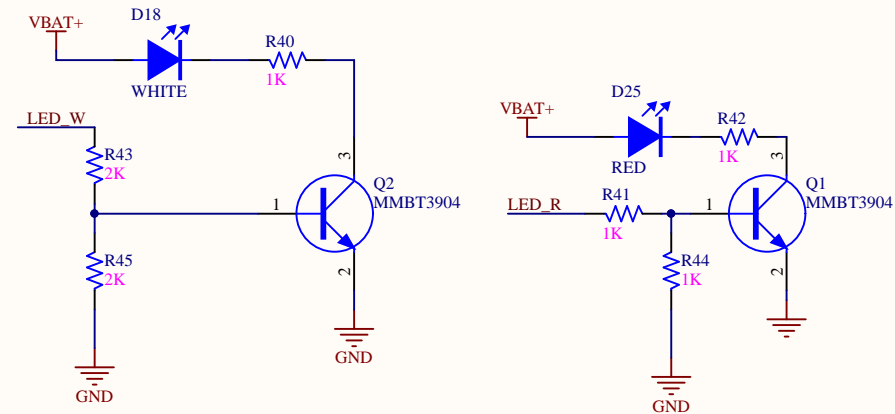 D18
VBAT+
R40
1K
WHITE
LED_W
R43
2K
3
Q2
MMBT3904
1
2
R45
2K
GND
GND
D25
VBAT+
R42
1K
RED
3
Q1
MMBT3904
LED_R
R41
1K
1
2
R44
1K
GND